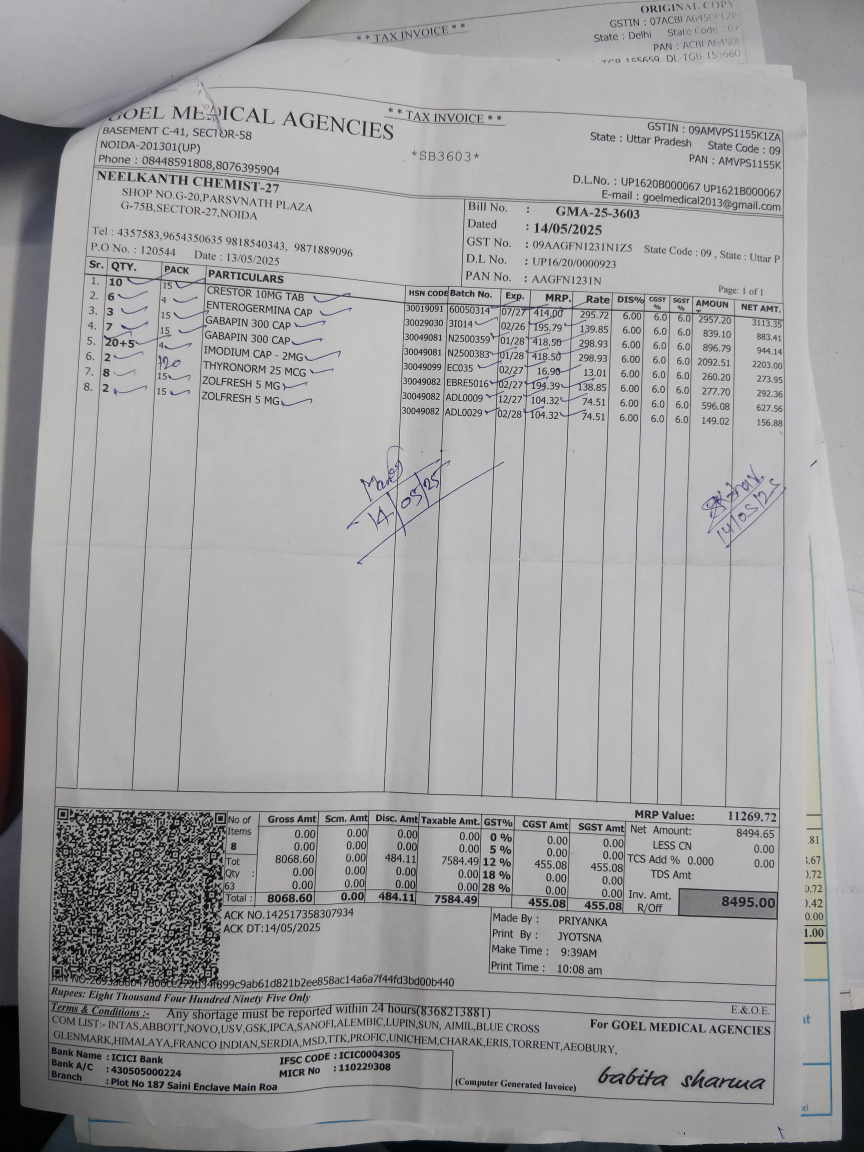 ORIGINAL COPY
** TAX INVOICE **
GSTIN : 07ACBFA6450F1ZP
State : Delhi State Code : 07
PAN : ACBFA6450F
** TAX INVOICE **
GOEL MEDICAL AGENCIES
BASEMENT C-41, SECTOR-58
NOIDA-201301(UP)
Phone : 08448591808,8076395904
*SB3603*
GSTIN : 09AMVPS1155K1ZA
State : Uttar Pradesh State Code : 09
PAN : AMVPS1155K
D.L.No. : UP1620B000067 UP1621B000067
E-mail : goelmedical2013@gmail.com
NEELKANTH CHEMIST-27
SHOP NO.G-20,PARSVNATH PLAZA
G-75B,SECTOR-27,NOIDA
Tel : 4357583,9654350635 9818540343, 9871889096
P.O No. : 120544 Date : 13/05/2025
Bill No. : GMA-25-3603
Dated : 14/05/2025
GST No. : 09AAGFN1231N1Z5 State Code : 09 , State : Uttar P
D.L No. : UP16/20/0000923
PAN No. : AAGFN1231N
Page: 1 of 1
Sr. QTY. PACK PARTICULARS HSN CODE Batch No. Exp. MRP. Rate DIS% CGST % SGST % AMOUN NET AMT.
1. 10 15 CRESTOR 10MG TAB 30019091 60050314 07/27 414.00 295.72 6.00 6.0 6.0 2957.20 3113.35
2. 6 4 ENTEROGERMINA CAP 30029030 3I014 02/26 195.79 139.85 6.00 6.0 6.0 839.10 883.41
3. 3 15 GABAPIN 300 CAP 30049081 N2500359 01/28 418.50 298.93 6.00 6.0 6.0 896.79 944.14
4. 7 15 GABAPIN 300 CAP 30049081 N2500383 01/28 418.50 298.93 6.00 6.0 6.0 2092.51 2203.00
5. 20+5 4 IMODIUM CAP - 2MG 30049099 EC035 02/27 16.90 13.01 6.00 6.0 6.0 260.20 273.95
6. 2 120 THYRONORM 25 MCG 30049082 EBRE5016 02/27 194.39 138.85 6.00 6.0 6.0 277.70 292.36
7. 8 15 ZOLFRESH 5 MG 30049082 ADL0009 12/27 104.32 74.51 6.00 6.0 6.0 596.08 627.56
8. 2 15 ZOLFRESH 5 MG 30049082 ADL0029 02/28 104.32 74.51 6.00 6.0 6.0 149.02 156.88
14/05/25
14/05/25
No of Items 8
Tot Qty : 63
Gross Amt Scm. Amt Disc. Amt Taxable Amt. GST% CGST Amt SGST Amt
0.00 0.00 0.00 0.00 0 % 0.00 0.00
0.00 0.00 0.00 0.00 5 % 0.00 0.00
8068.60 0.00 484.11 7584.49 12 % 455.08 455.08
0.00 0.00 0.00 0.00 18 % 0.00 0.00
0.00 0.00 0.00 0.00 28 % 0.00 0.00
Total : 8068.60 0.00 484.11 7584.49 455.08 455.08
MRP Value: 11269.72
Net Amount: 8494.65
LESS CN 0.00
TCS Add % 0.000 0.00
TDS Amt
Inv. Amt. R/Off 8495.00
ACK NO.142517358307934
ACK DT:14/05/2025
Made By : PRIYANKA
Print By : JYOTSNA
Make Time : 9:39AM
Print Time : 10:08 am
Rupees: Eight Thousand Four Hundred Ninety Five Only
E.&O.E.
Terms & Conditions :- Any shortage must be reported within 24 hours(8368213881)
COM LIST:- INTAS,ABBOTT,NOVO,USV,GSK,IPCA,SANOFI,ALEMBIC,LUPIN,SUN, AIMIL,BLUE CROSS
GLENMARK,HIMALAYA,FRANCO INDIAN,SERDIA,MSD,TTK,PROFIC,UNICHEM,CHARAK,ERIS,TORRENT,AEOBURY,
For GOEL MEDICAL AGENCIES
Bank Name : ICICI Bank IFSC CODE : ICIC0004305
Bank A/C : 430505000224 MICR No : 110229308
Branch : Plot No 187 Saini Enclave Main Roa
(Computer Generated Invoice)
babita sharma